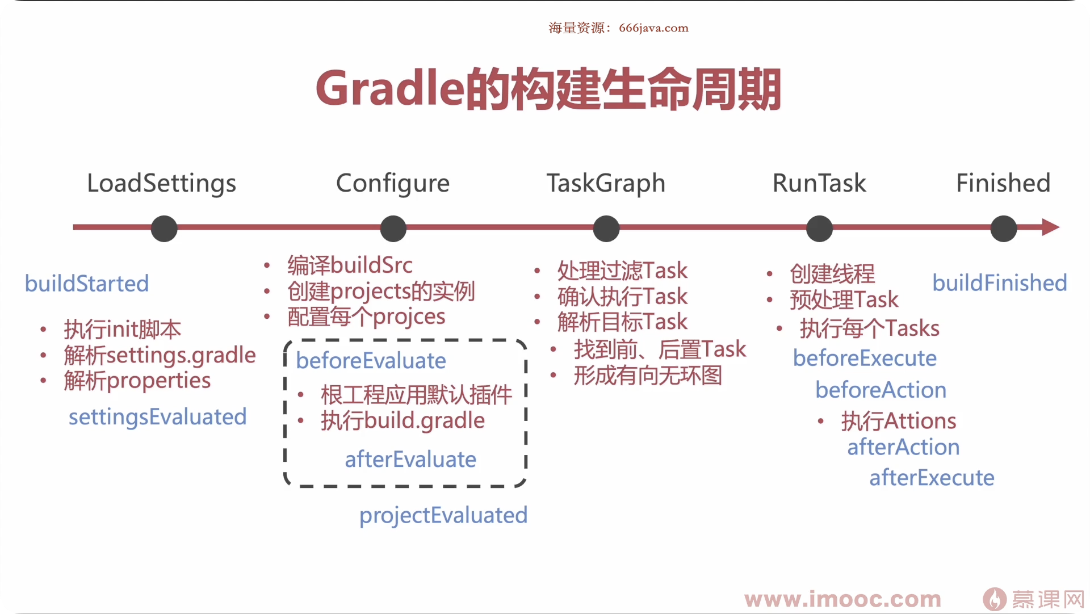 海量资源：666java.com
Gradle的构建生命周期
LoadSettings
buildStarted
• 执行init脚本
• 解析settings.gradle
• 解析properties
settingsEvaluated
Configure
• 编译buildSrc
• 创建projects的实例
• 配置每个projces
beforeEvaluate
• 根工程应用默认插件
• 执行build.gradle
afterEvaluate
projectEvaluated
TaskGraph
• 处理过滤Task
• 确认执行Task
• 解析目标Task
• 找到前、后置Task
• 形成有向无环图
RunTask
• 创建线程
• 预处理Task
• 执行每个Tasks
beforeExecute
beforeAction
• 执行Attions
afterAction
afterExecute
Finished
buildFinished
www.imooc.com
慕课网